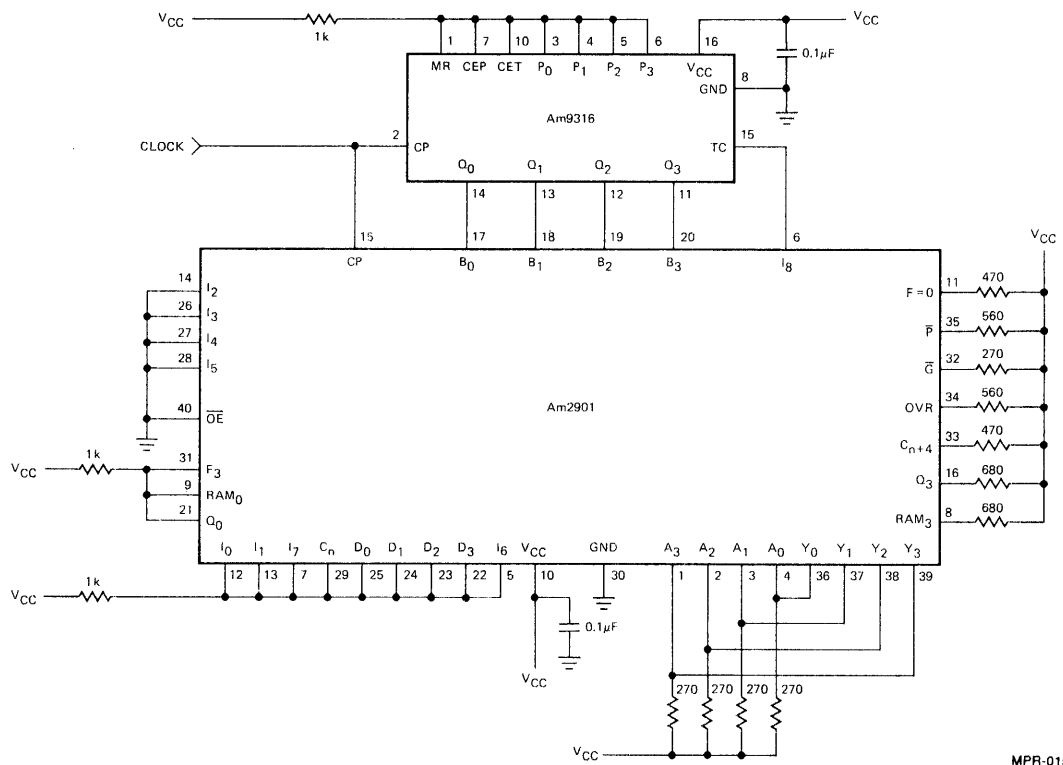 VCC 1k VCC
1 7 10 3 4 5 6 16 0.1μF
MR CEP CET P0 P1 P2 P3 VCC
GND 8
Am9316
CLOCK 2 CP TC 15
Q0 Q1 Q2 Q3
14 13 12 11
15 17 18 19 20 6
CP B0 B1 B2 B3 I8
VCC
14 I2 F=0 11 470
26 I3 P̅ 35 560
27 I4 G̅ 32 270
28 I5 OVR 34 560
40 O̅E̅ Am2901 Cn+4 33 470
VCC 1k 31 F3 Q3 16 680
9 RAM0 RAM3 8 680
21 Q0
I0 I1 I7 Cn D0 D1 D2 D3 I6 VCC GND A3 A2 A1 A0 Y0 Y1 Y2 Y3
12 13 7 29 25 24 23 22 5 10 30 1 2 3 4 36 37 38 39
VCC 1k
0.1μF
VCC
270 270 270 270
VCC
MPR-01